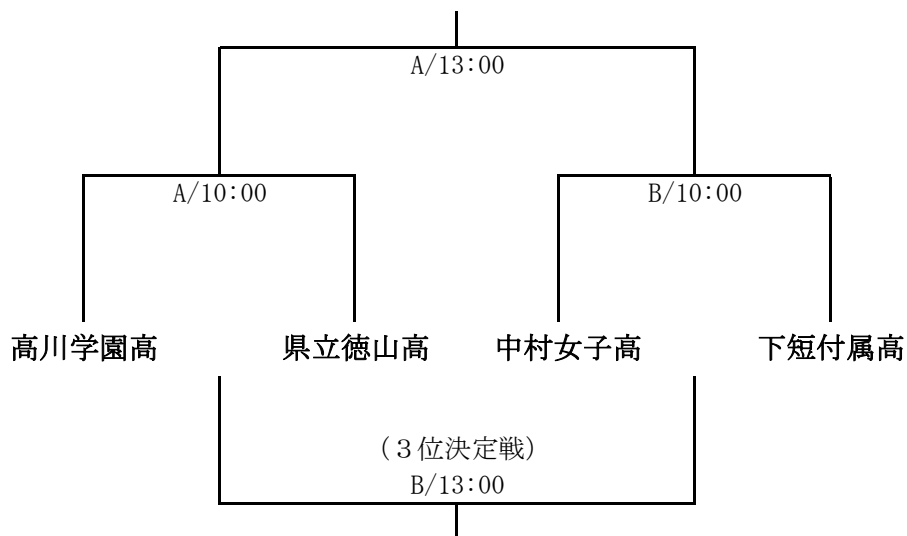 A/13:00
A/10:00
B/10:00
高川学園高
県立徳山高
中村女子高
下短付属高
（３位決定戦）
B/13:00